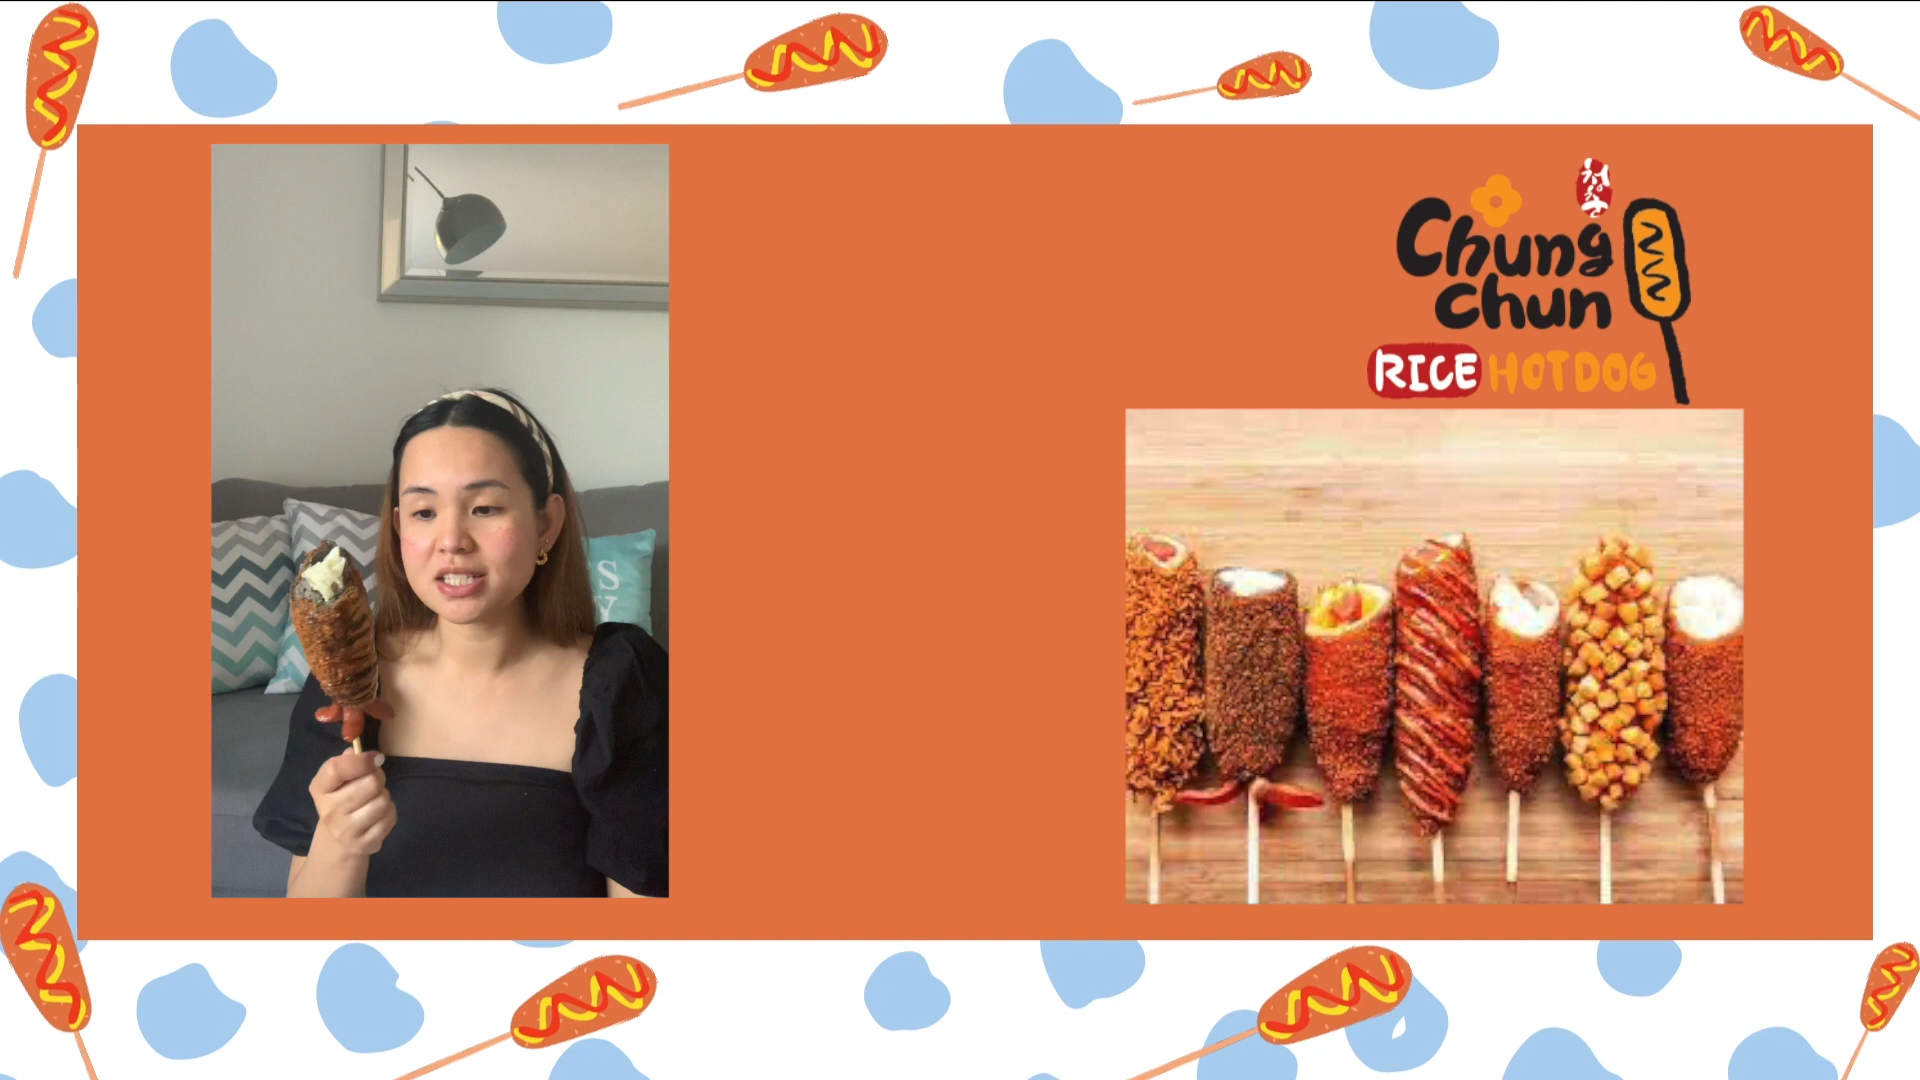 청춘
Chung
chun
RICE HOTDOG
S
Y